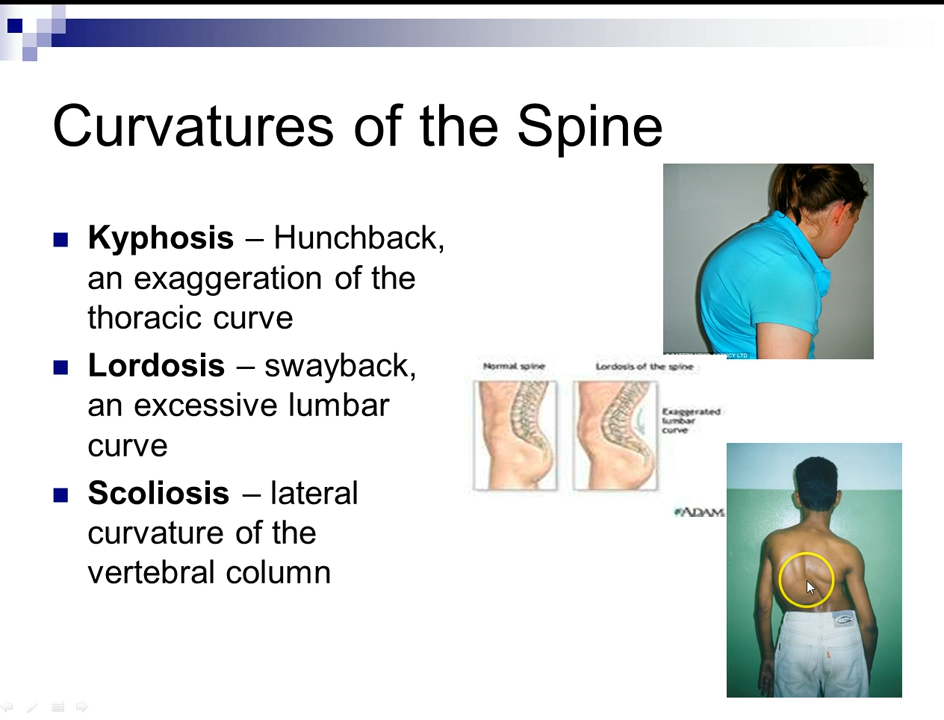 Curvatures of the Spine
Kyphosis – Hunchback,
an exaggeration of the
thoracic curve
Lordosis – swayback,
an excessive lumbar
curve
Scoliosis – lateral
curvature of the
vertebral column
Normal spine
Lordosis of the spine
Exaggerated
lumbar
curve
ADAM